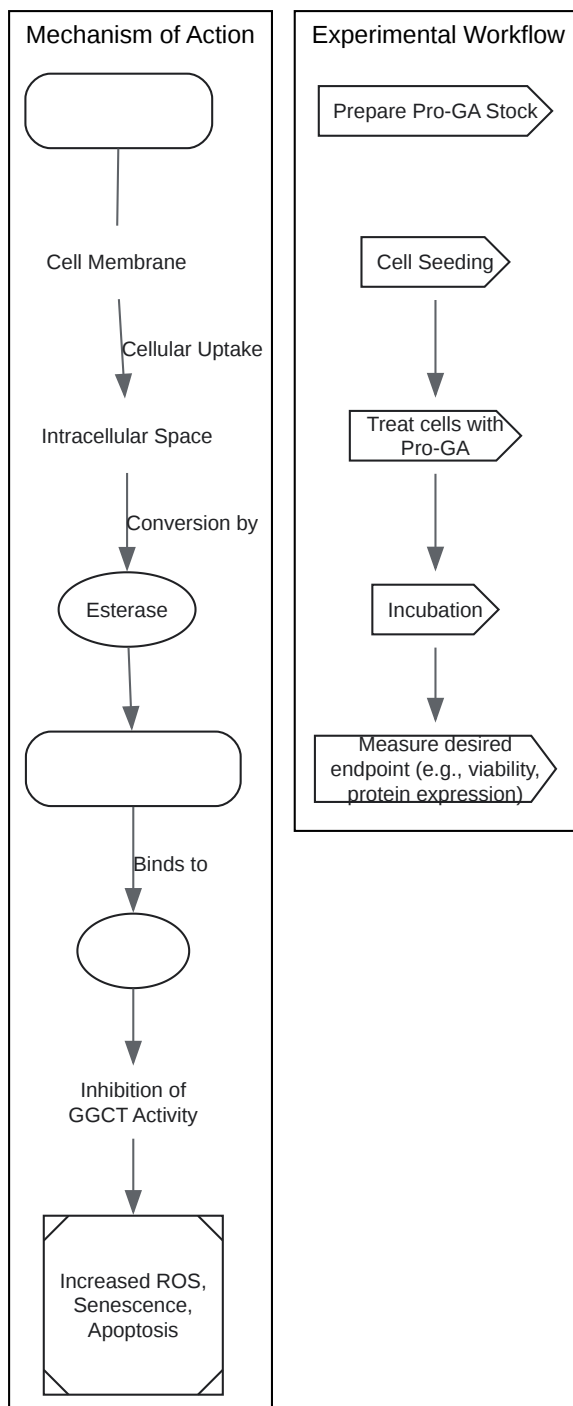 Mechanism of Action
Cell Membrane
Cellular Uptake
Intracellular Space
Conversion by
Esterase
Binds to
Inhibition of
GGCT Activity
Increased ROS,
Senescence,
Apoptosis
Experimental Workflow
Prepare Pro-GA Stock
Cell Seeding
Treat cells with
Pro-GA
Incubation
Measure desired
endpoint (e.g., viability,
protein expression)